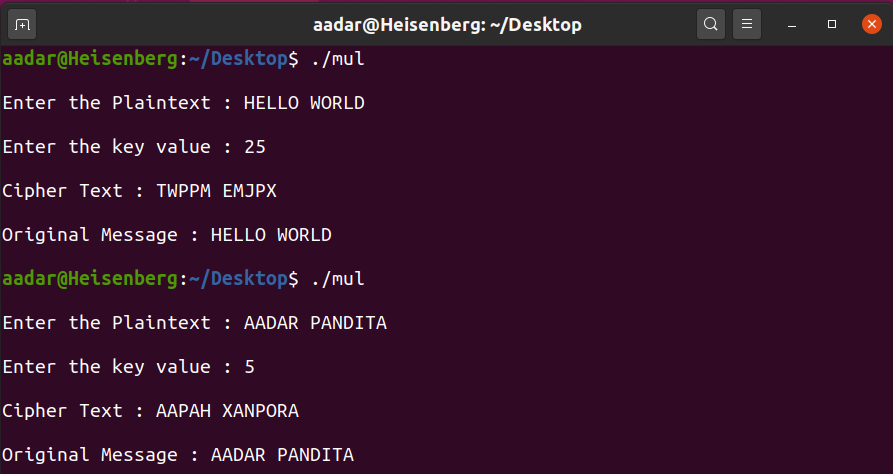 aadar@Heisenberg: ~/Desktop
aadar@Heisenberg:~/Desktop$ ./mul
Enter the Plaintext : HELLO WORLD
Enter the key value : 25
Cipher Text : TWPPM EMJPX
Original Message : HELLO WORLD
aadar@Heisenberg:~/Desktop$ ./mul
Enter the Plaintext : AADAR PANDITA
Enter the key value : 5
Cipher Text : AAPAH XANPORA
Original Message : AADAR PANDITA